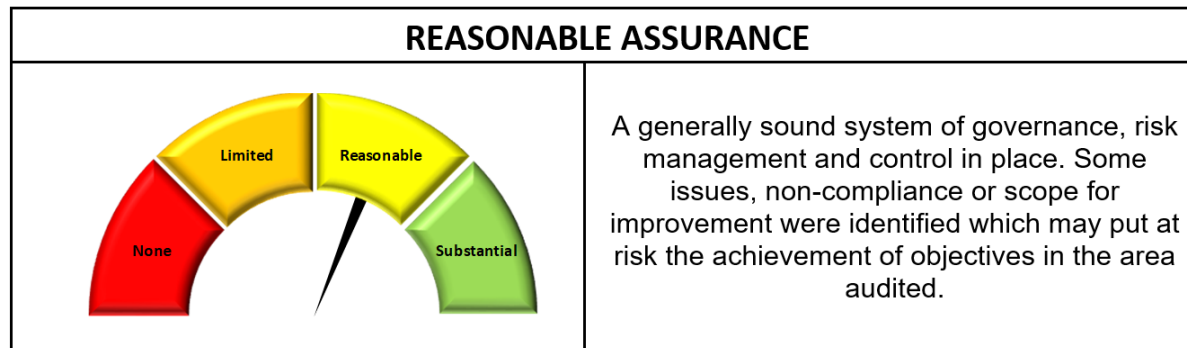 REASONABLE ASSURANCE
Limited
Reasonable
None
Substantial
A generally sound system of governance, risk
management and control in place. Some
issues, non-compliance or scope for
improvement were identified which may put at
risk the achievement of objectives in the area
audited.